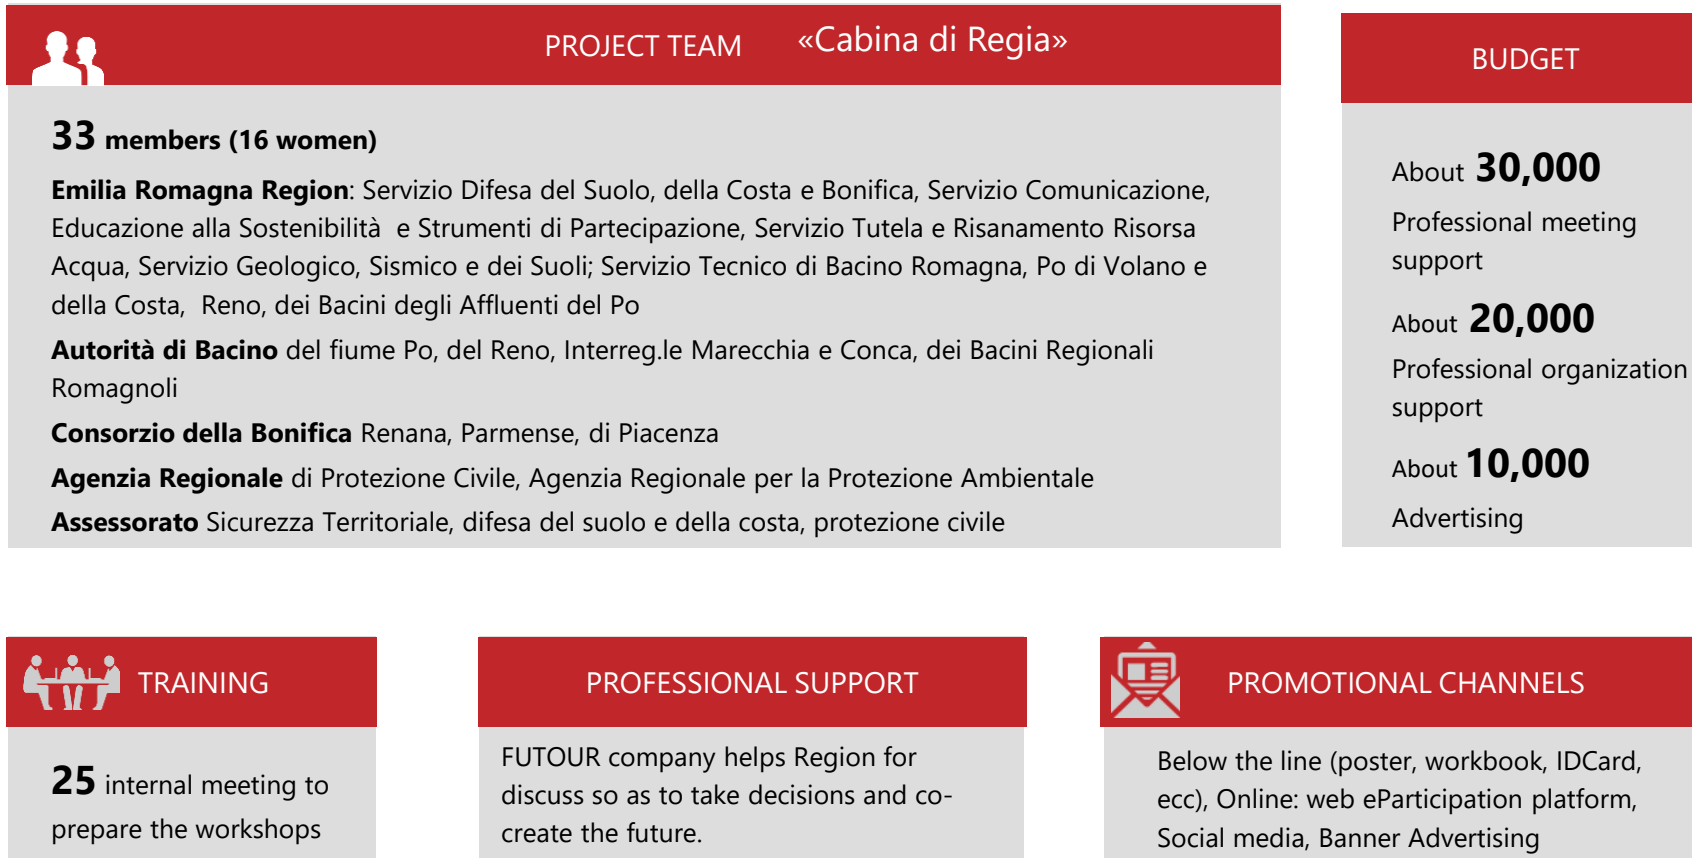 PROJECT TEAM «Cabina di Regia»
33 members (16 women)
Emilia Romagna Region: Servizio Difesa del Suolo, della Costa e Bonifica, Servizio Comunicazione,
Educazione alla Sostenibilità e Strumenti di Partecipazione, Servizio Tutela e Risanamento Risorsa
Acqua, Servizio Geologico, Sismico e dei Suoli; Servizio Tecnico di Bacino Romagna, Po di Volano e
della Costa, Reno, dei Bacini degli Affluenti del Po
Autorità di Bacino del fiume Po, del Reno, Interreg.le Marecchia e Conca, dei Bacini Regionali
Romagnoli
Consorzio della Bonifica Renana, Parmense, di Piacenza
Agenzia Regionale di Protezione Civile, Agenzia Regionale per la Protezione Ambientale
Assessorato Sicurezza Territoriale, difesa del suolo e della costa, protezione civile
BUDGET
About 30,000
Professional meeting
support
About 20,000
Professional organization
support
About 10,000
Advertising
TRAINING
25 internal meeting to
prepare the workshops
PROFESSIONAL SUPPORT
FUTOUR company helps Region for
discuss so as to take decisions and co-
create the future.
PROMOTIONAL CHANNELS
Below the line (poster, workbook, IDCard,
ecc), Online: web eParticipation platform,
Social media, Banner Advertising